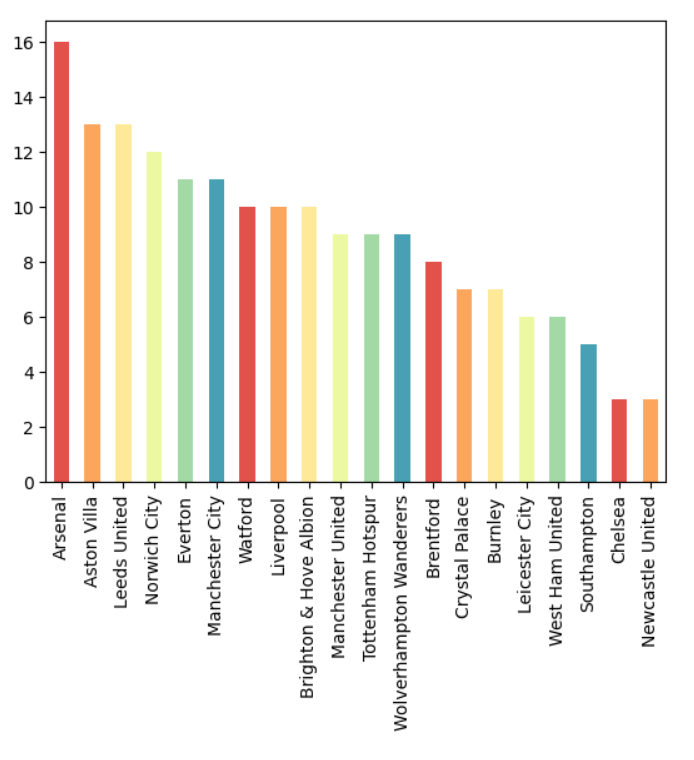 16
14
12
10
8
6
4
2
0
Arsenal
Aston Villa
Leeds United
Norwich City
Everton
Manchester City
Watford
Liverpool
Brighton & Hove Albion
Manchester United
Tottenham Hotspur
Wolverhampton Wanderers
Brentford
Crystal Palace
Burnley
Leicester City
West Ham United
Southampton
Chelsea
Newcastle United